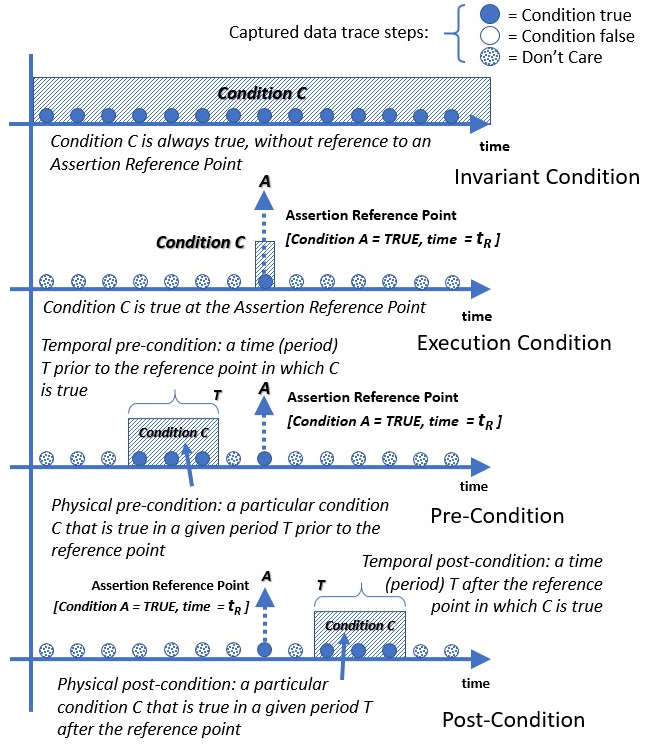 Captured data trace steps:
= Condition true
= Condition false
= Don't Care
Condition C
time
Condition C is always true, without reference to an
Assertion Reference Point
Invariant Condition
A
Assertion Reference Point
[Condition A = TRUE, time = tR ]
Condition C
Condition C is true at the Assertion Reference Point
time
Execution Condition
Temporal pre-condition: a time (period)
T prior to the reference point in which C
is true
T
A
Assertion Reference Point
[Condition A = TRUE, time = tR ]
Condition C
time
Physical pre-condition: a particular condition
C that is true in a given period T prior to the
reference point
Pre-Condition
Temporal post-condition: a time
(period) T after the reference
point in which C is true
Assertion Reference Point
[Condition A = TRUE, time = tR ]
A
T
Condition C
time
Physical post-condition: a particular
condition C that is true in a given period T
after the reference point
Post-Condition